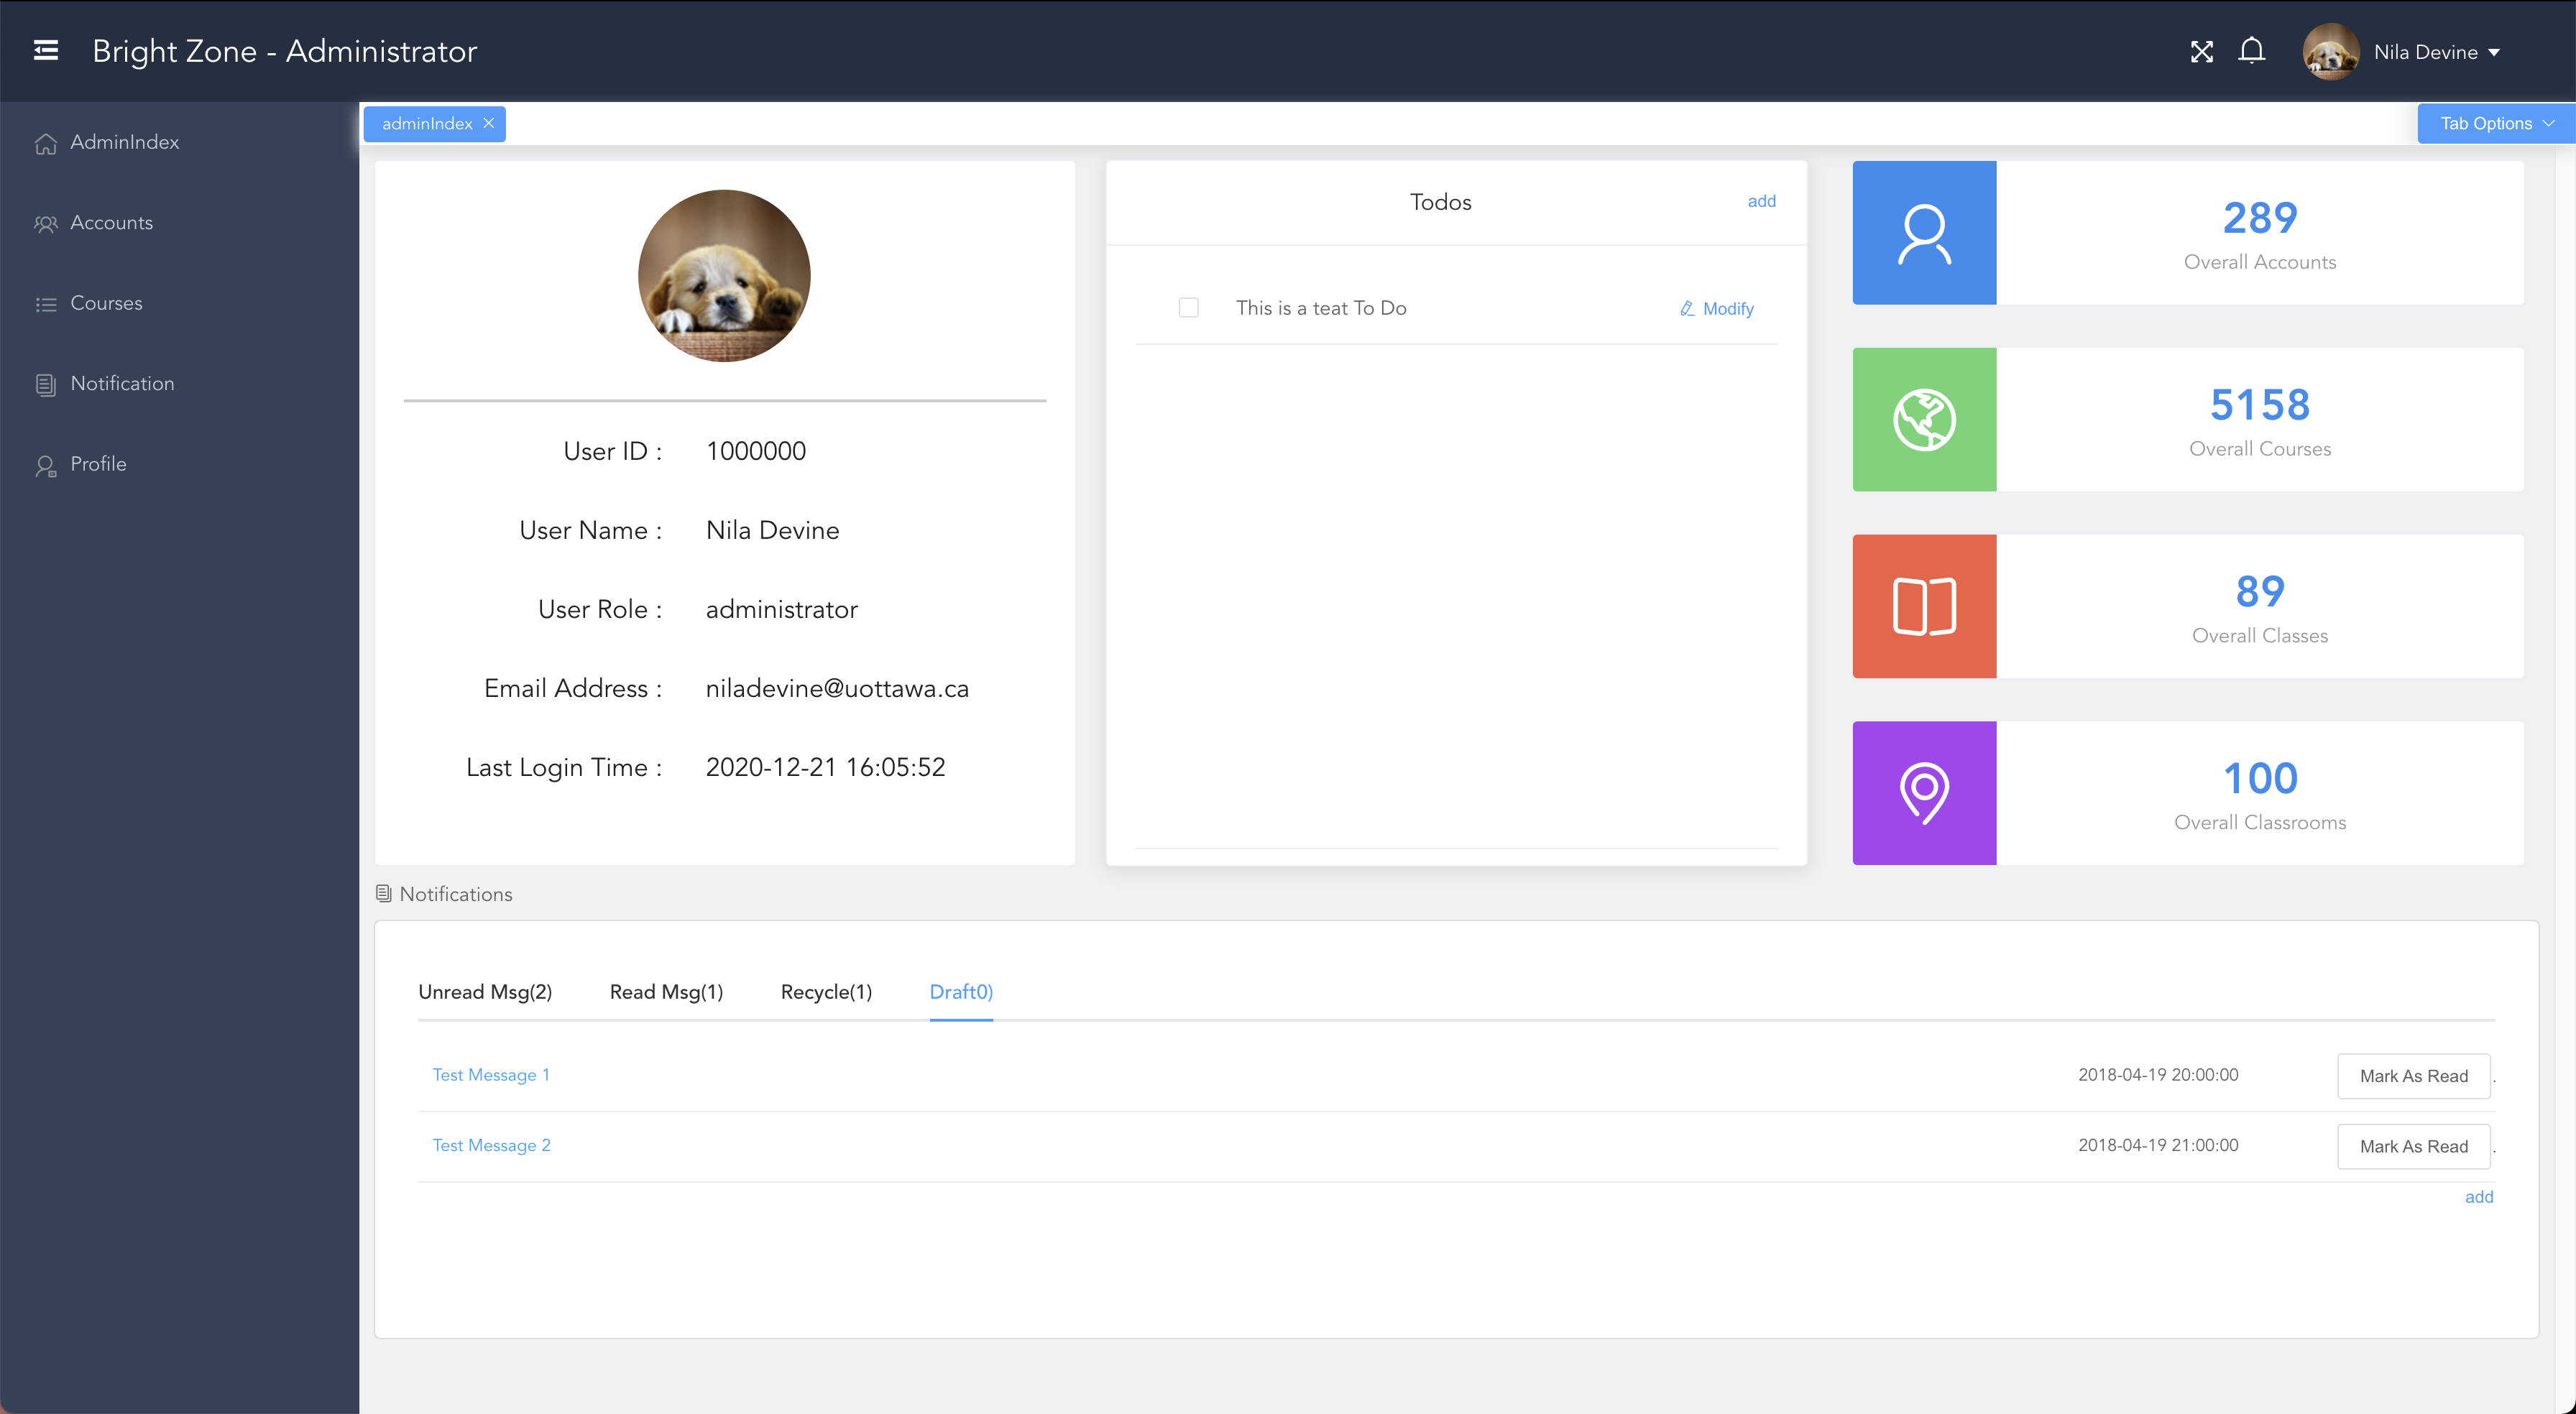 Bright Zone - Administrator
Nila Devine
AdminIndex
Accounts
Courses
Notification
Profile
adminIndex
Tab Options
User ID : 1000000
User Name : Nila Devine
User Role : administrator
Email Address : niladevine@uottawa.ca
Last Login Time : 2020-12-21 16:05:52
Todos add
This is a teat To Do Modify
289
Overall Accounts
5158
Overall Courses
89
Overall Classes
100
Overall Classrooms
Notifications
Unread Msg(2) Read Msg(1) Recycle(1) Draft0)
Test Message 1 2018-04-19 20:00:00 Mark As Read .
Test Message 2 2018-04-19 21:00:00 Mark As Read .
add